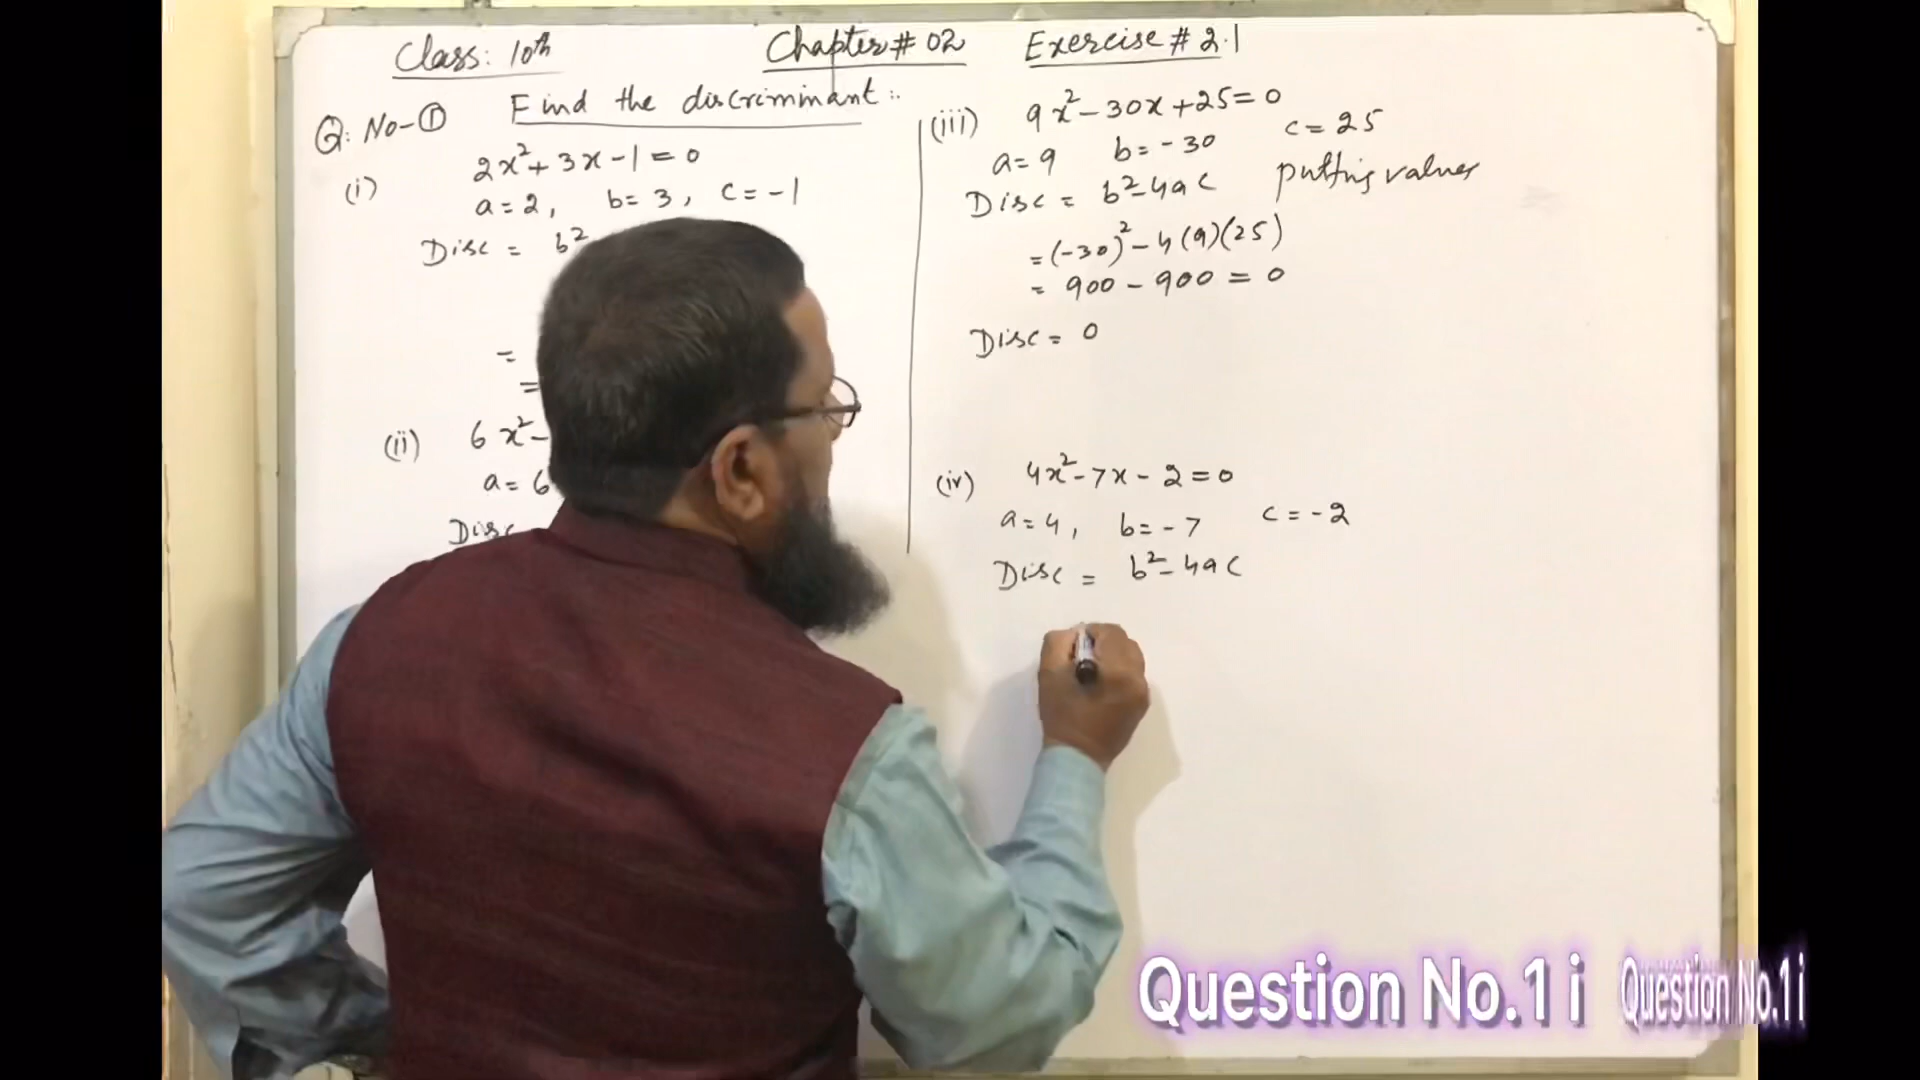 Class: 10th Chapter # 02 Exercise # 2.1
Q: No-① Find the discriminant:
(i) 2x²+3x-1=0
a=2, b=3, c=-1
Disc = b²
=
=
(ii) 6x²-
a=6
Disc
(iii) 9x²-30x+25=0
a=9 b=-30 c=25
Disc = b²-4ac putting values
=(-30)²-4(9)(25)
= 900-900=0
Disc = 0
(iv) 4x²-7x-2=0
a=4, b=-7 c=-2
Disc = b²-4ac
Question No.1 i Question No.1 i